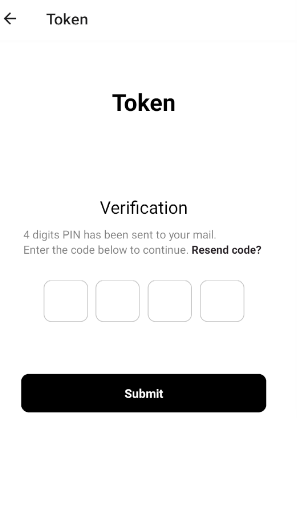 Token
Token
Verification
4 digits PIN has been sent to your mail.
Enter the code below to continue. Resend code?
Submit